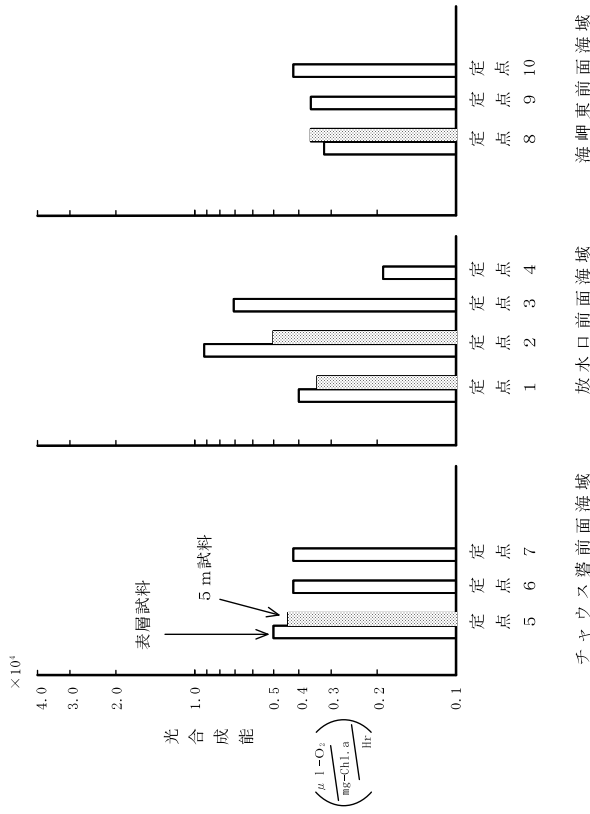 ×10⁴
4.0
3.0
2.0
1.0
0.5
0.4
0.3
0.2
0.1
光合成能
(μl-O₂/mg-Chl.a/Hr)
表層試料
5m試料
定点5
定点6
定点7
チャウス礬前面海域
定点1
定点2
定点3
定点4
放水口前面海域
定点8
定点9
定点10
海岬東前面海域